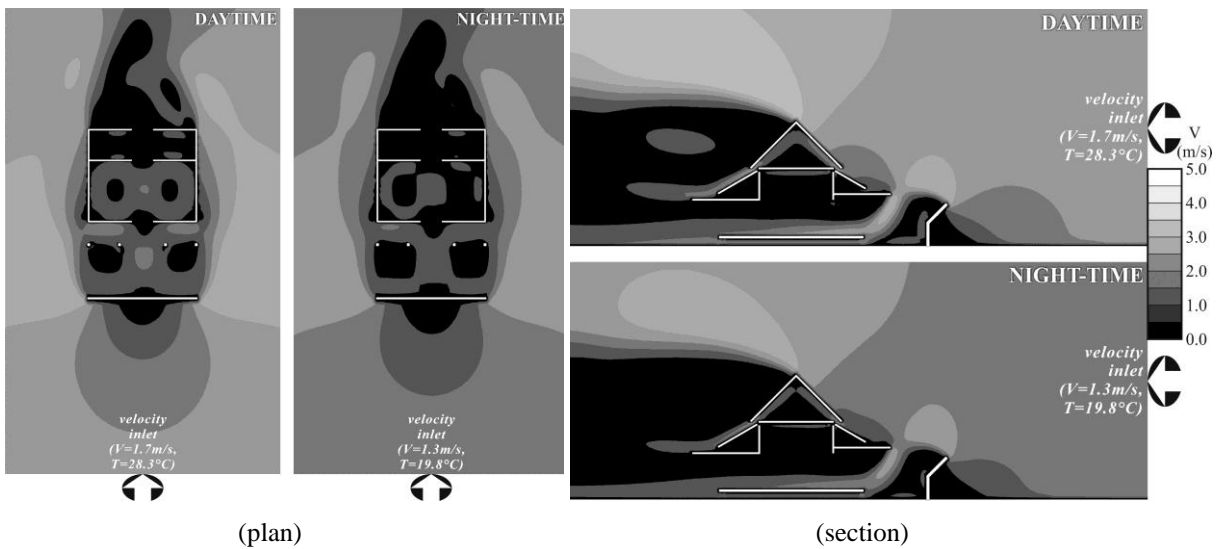 DAYTIME
velocity
inlet
(V=1.7m/s,
T=28.3°C)
NIGHT-TIME
velocity
inlet
(V=1.3m/s,
T=19.8°C)
(plan)
DAYTIME
velocity
inlet
(V=1.7m/s,
T=28.3°C)
NIGHT-TIME
velocity
inlet
(V=1.3m/s,
T=19.8°C)
V
(m/s)
5.0
4.0
3.0
2.0
1.0
0.0
(section)